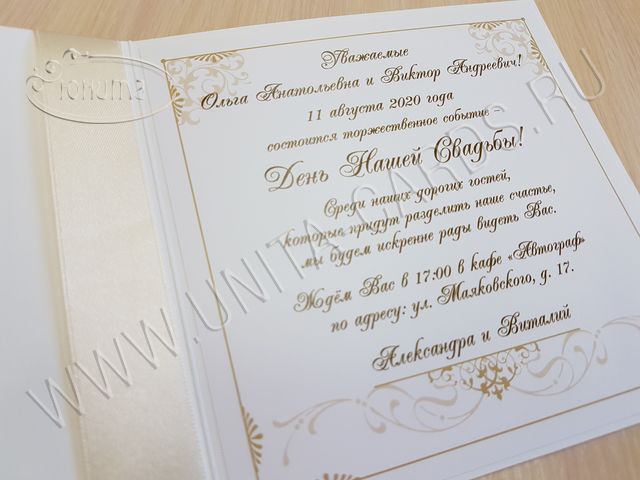 Уважаемые
Ольга Анатольевна и Виктор Андреевич!
11 августа 2020 года
состоится торжественное событие –
День Нашей Свадьбы!
Среди наших дорогих гостей,
которые придут разделить наше счастье,
мы будем искренне рады видеть Вас.
Ждём Вас в 17:00 в кафе «Автограф»
по адресу: ул. Маяковского, д. 17.
Александра и Виталий
Юнита
WWW.UNITA-CARDS.RU